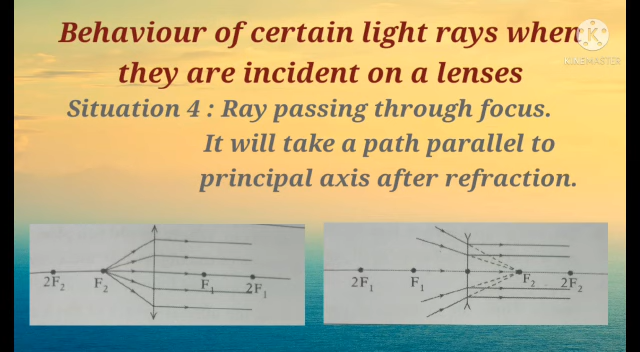 Behaviour of certain light rays when
they are incident on a lenses
K
KINEMASTER
Situation 4 : Ray passing through focus.
It will take a path parallel to
principal axis after refraction.
2F2 F2 F1 2F1
2F1 F1 F2 2F2